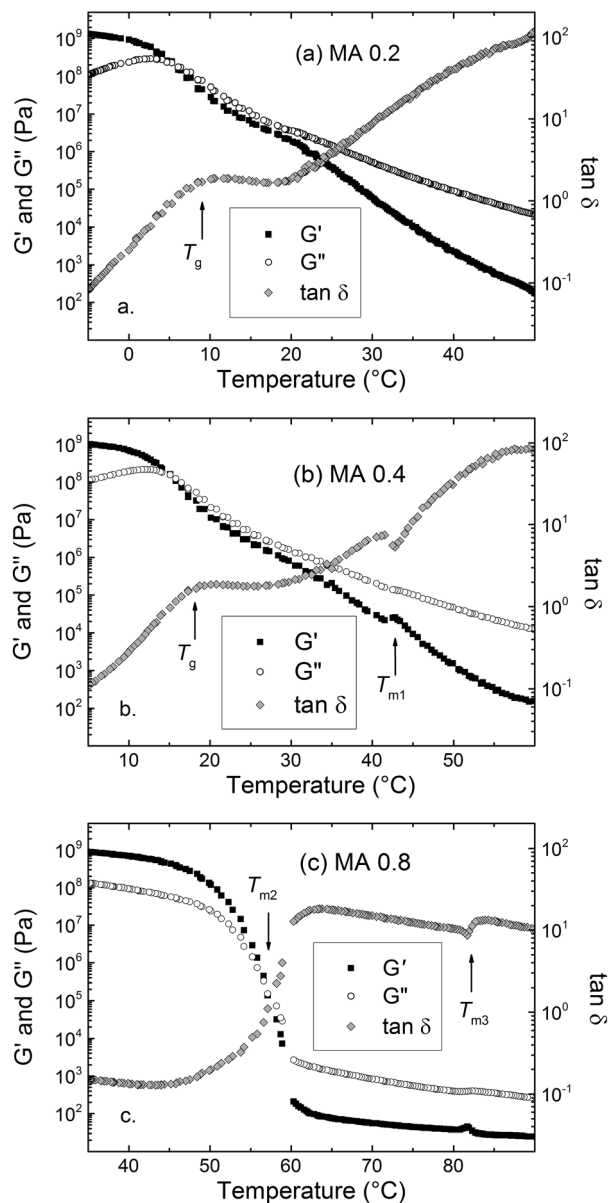 (a) MA 0.2
G' and G" (Pa)
10⁹
10⁸
10⁷
10⁶
10⁵
10⁴
10³
10²
10²
10¹
10⁰
10⁻¹
tan δ
T_g
G'
G"
tan δ
a.
0 10 20 30 40
Temperature (°C)
(b) MA 0.4
G' and G" (Pa)
10⁹
10⁸
10⁷
10⁶
10⁵
10⁴
10³
10²
10²
10¹
10⁰
10⁻¹
tan δ
T_g
T_m1
G'
G"
tan δ
b.
10 20 30 40 50
Temperature (°C)
(c) MA 0.8
G' and G" (Pa)
10⁹
10⁸
10⁷
10⁶
10⁵
10⁴
10³
10²
10²
10¹
10⁰
10⁻¹
tan δ
T_m2
G'
G"
tan δ
T_m3
c.
40 50 60 70 80 90
Temperature (°C)